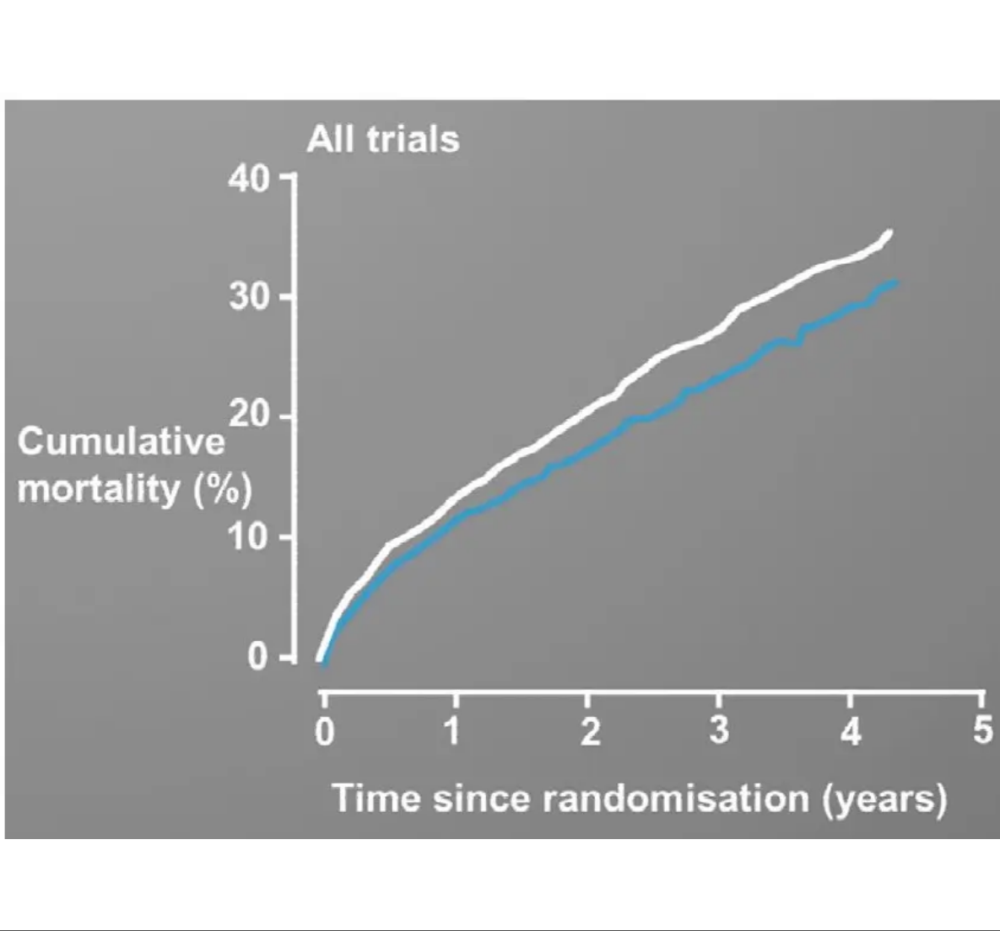 All trials
40
30
20
Cumulative
mortality (%)
10
0
0 1 2 3 4 5
Time since randomisation (years)